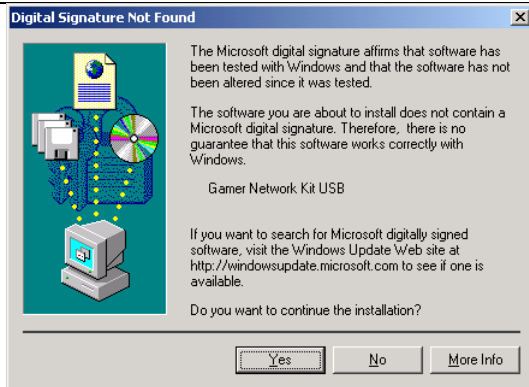 Digital Signature Not Found
The Microsoft digital signature affirms that software has
been tested with Windows and that the software has not
been altered since it was tested.
The software you are about to install does not contain a
Microsoft digital signature. Therefore, there is no
guarantee that this software works correctly with
Windows.
Gamer Network Kit USB
If you want to search for Microsoft digitally signed
software, visit the Windows Update Web site at
http://windowsupdate.microsoft.com to see if one is
available.
Do you want to continue the installation?
Yes No More Info